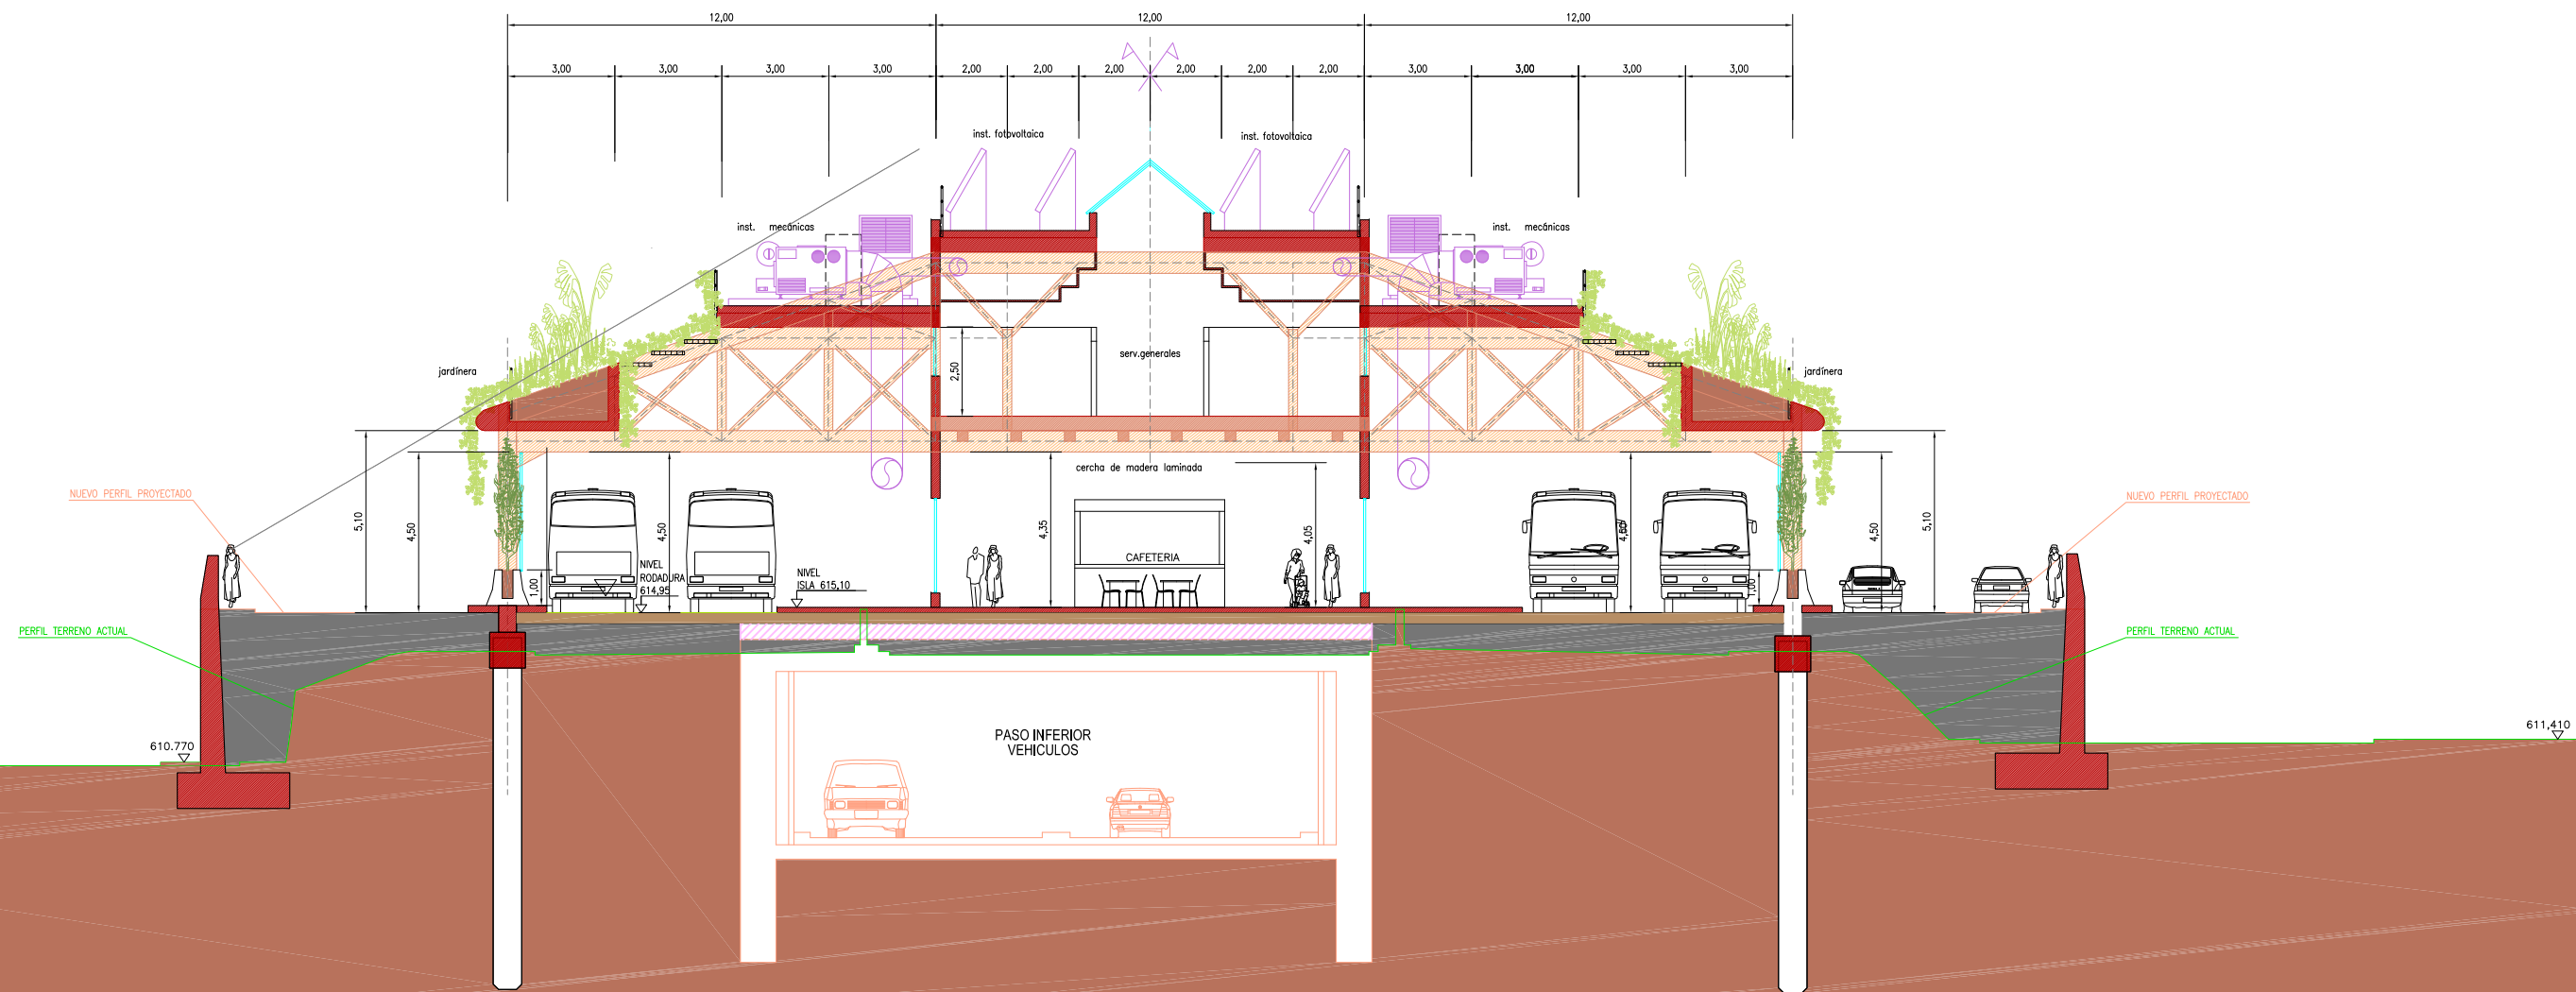 12,00 12,00 12,00
3,00 3,00 3,00 3,00 2,00 2,00 2,00 2,00 2,00 2,00 3,00 3,00 3,00 3,00
inst. fotovoltaica
inst. fotovoltaica
inst. mecánicas
inst. mecánicas
serv.generales
jardínera
jardínera
2,50
cercha de madera laminada
NUEVO PERFIL PROYECTADO
NUEVO PERFIL PROYECTADO
5,10
4,50
4,50
4,35
4,05
4,50
5,10
CAFETERIA
NIVEL
RODADURA
614,95
NIVEL
ISLA 615,10
1,00
1,00
PERFIL TERRENO ACTUAL
PERFIL TERRENO ACTUAL
610.770
611,410
PASO INFERIOR
VEHICULOS